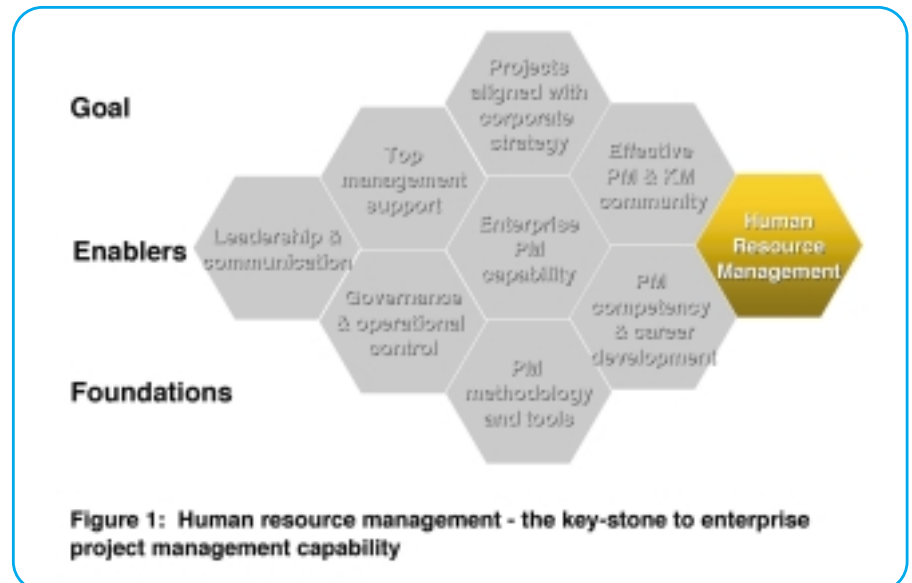 Goal
Projects
aligned with
corporate
strategy
Top
management
support
Effective
PM & KM
community
Enablers
Leadership &
communication
Enterprise
PM
capability
Human
Resource
Management
Governance
& operational
control
PM
competency
& career
development
Foundations
PM
methodology
and tools
Figure 1: Human resource management - the key-stone to enterprise
project management capability